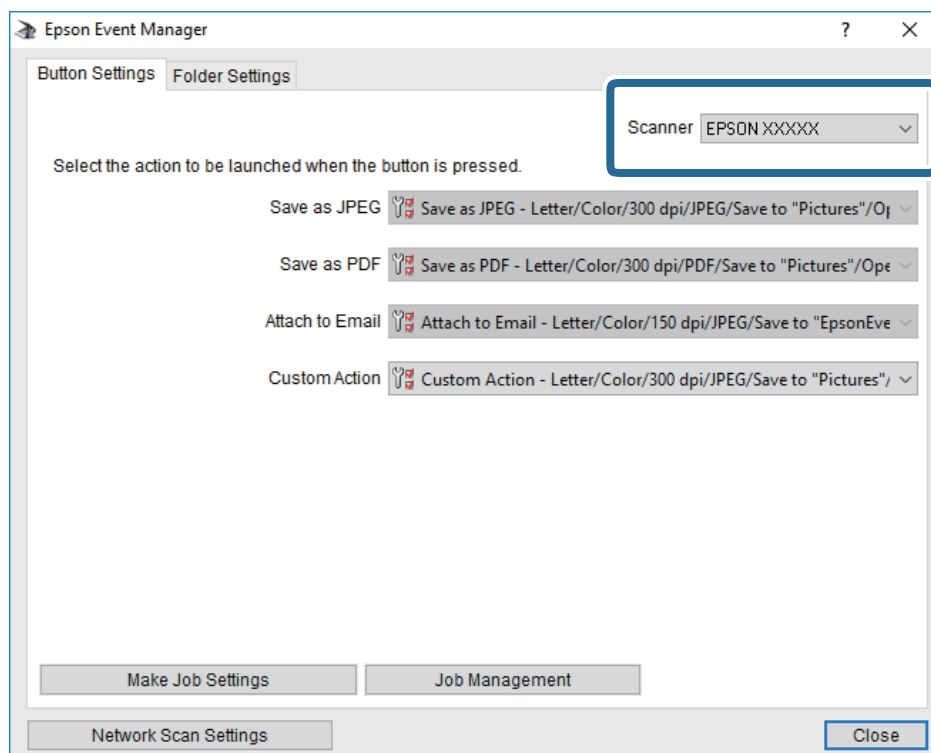 Epson Event Manager
Button Settings Folder Settings
Scanner EPSON XXXXX
Select the action to be launched when the button is pressed.
Save as JPEG Save as JPEG - Letter/Color/300 dpi/JPEG/Save to "Pictures"/Op
Save as PDF Save as PDF - Letter/Color/300 dpi/PDF/Save to "Pictures"/Ope
Attach to Email Attach to Email - Letter/Color/150 dpi/JPEG/Save to "EpsonEve
Custom Action Custom Action - Letter/Color/300 dpi/JPEG/Save to "Pictures"/
Make Job Settings Job Management
Network Scan Settings Close